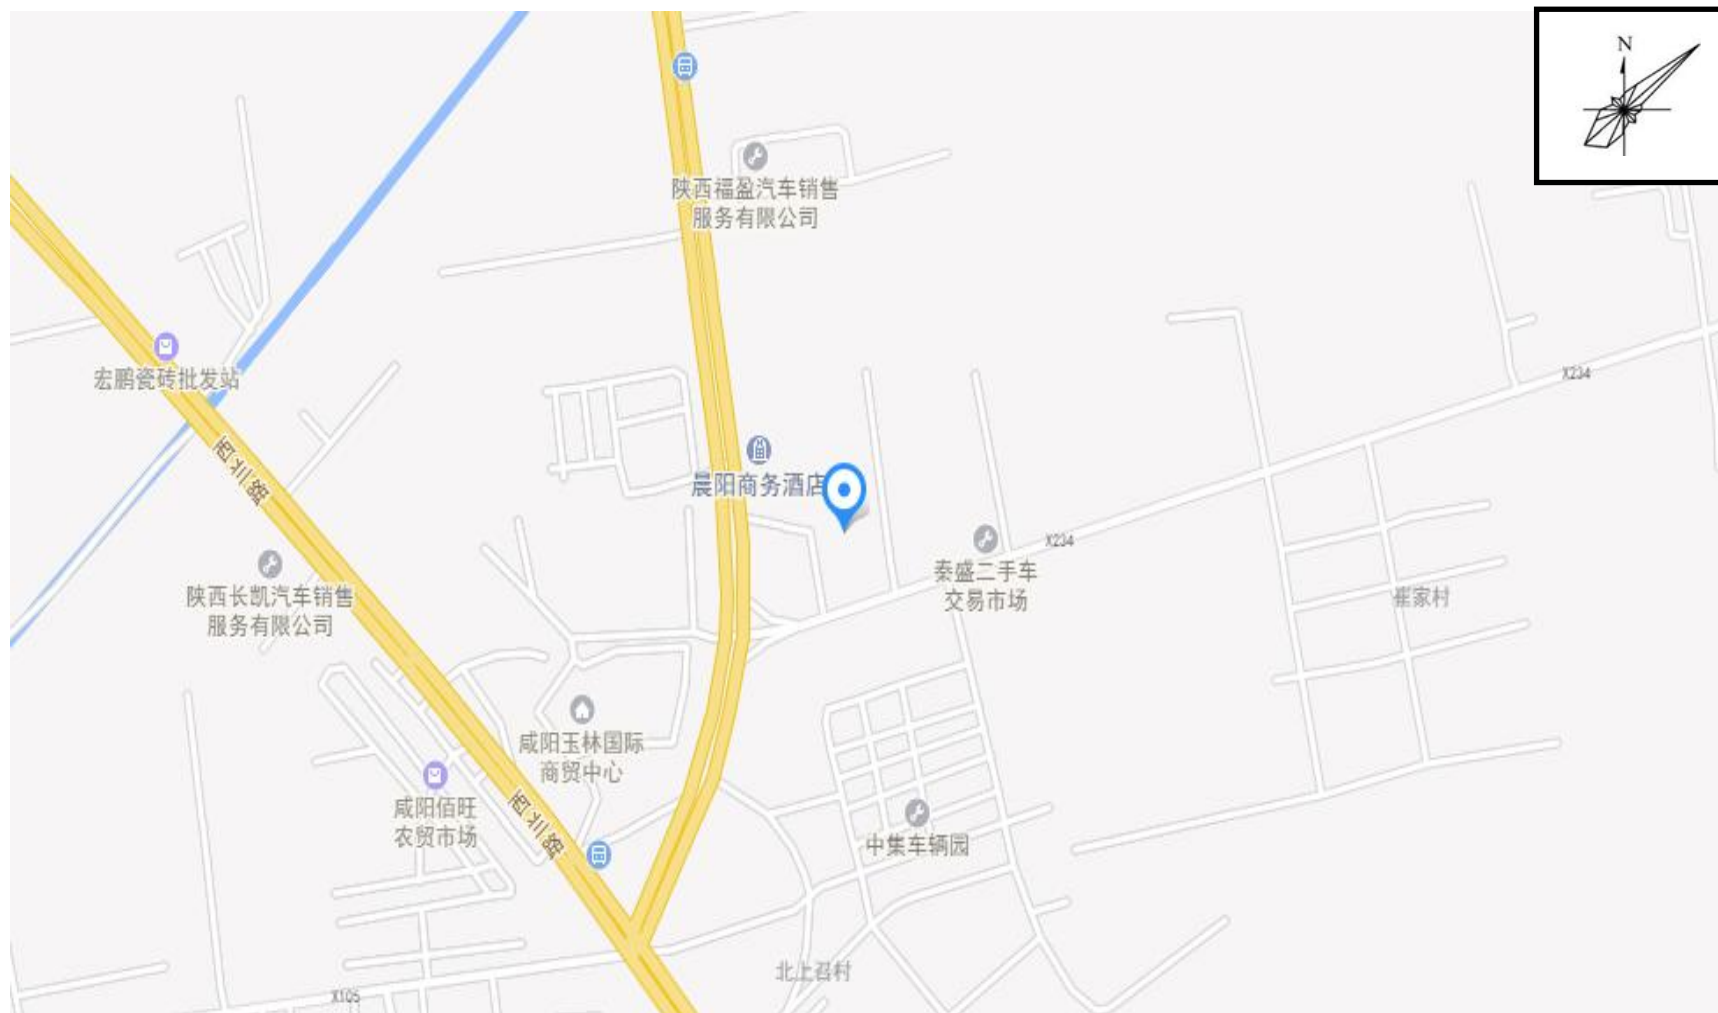 N
陕西福盈汽车销售
服务有限公司
宏鹏瓷砖批发站
X234
西兰路
晨阳商务酒店
X234
秦盛二手车
交易市场
崔家村
陕西长凯汽车销售
服务有限公司
咸阳玉林国际
商贸中心
咸阳佰旺
农贸市场
西兰路
中集车辆园
北上召村
X105